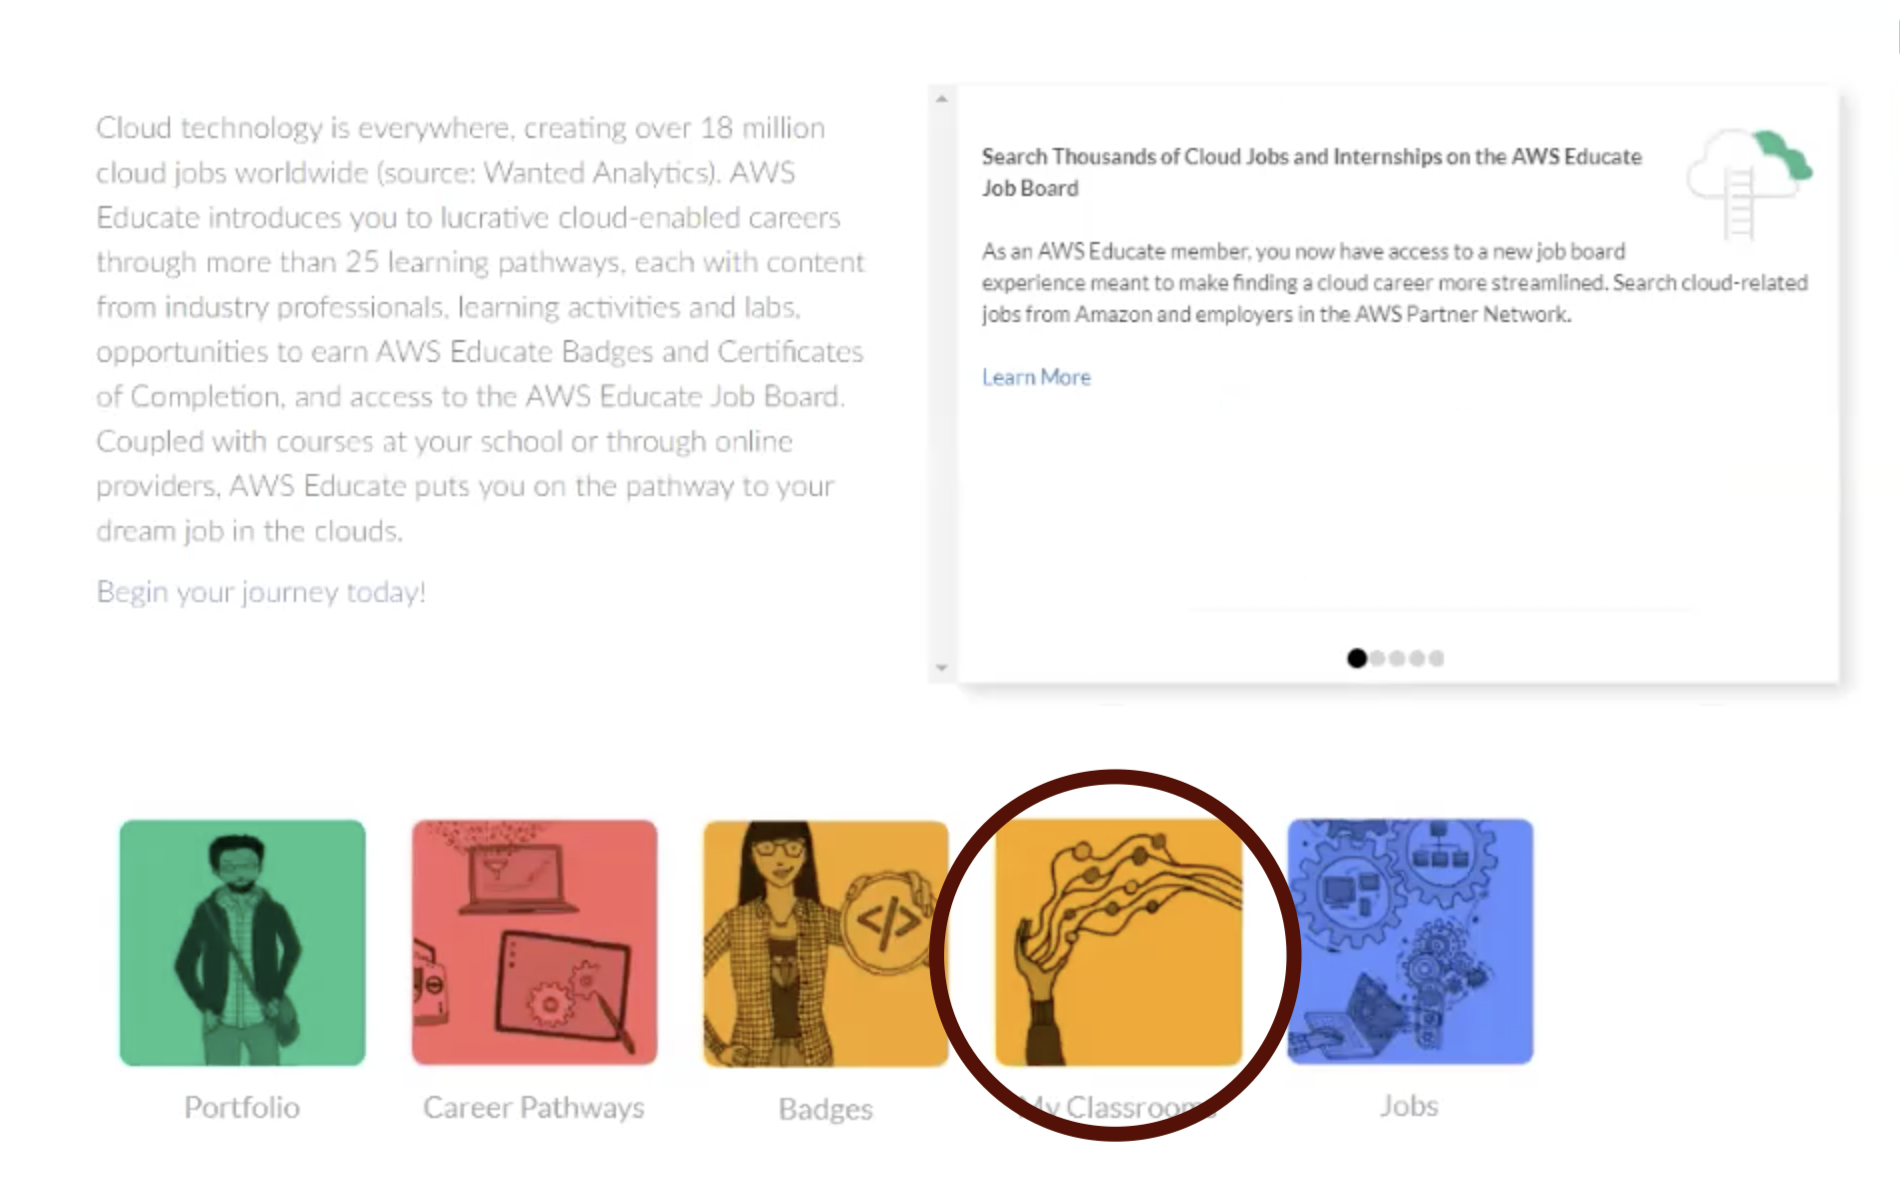 Cloud technology is everywhere, creating over 18 million
cloud jobs worldwide (source: Wanted Analytics). AWS
Educate introduces you to lucrative cloud-enabled careers
through more than 25 learning pathways, each with content
from industry professionals, learning activities and labs,
opportunities to earn AWS Educate Badges and Certificates
of Completion, and access to the AWS Educate Job Board.
Coupled with courses at your school or through online
providers, AWS Educate puts you on the pathway to your
dream job in the clouds.
Begin your journey today!
Search Thousands of Cloud Jobs and Internships on the AWS Educate
Job Board
As an AWS Educate member, you now have access to a new job board
experience meant to make finding a cloud career more streamlined. Search cloud-related
jobs from Amazon and employers in the AWS Partner Network.
Learn More
</>
Portfolio
Career Pathways
Badges
My Classrooms
Jobs